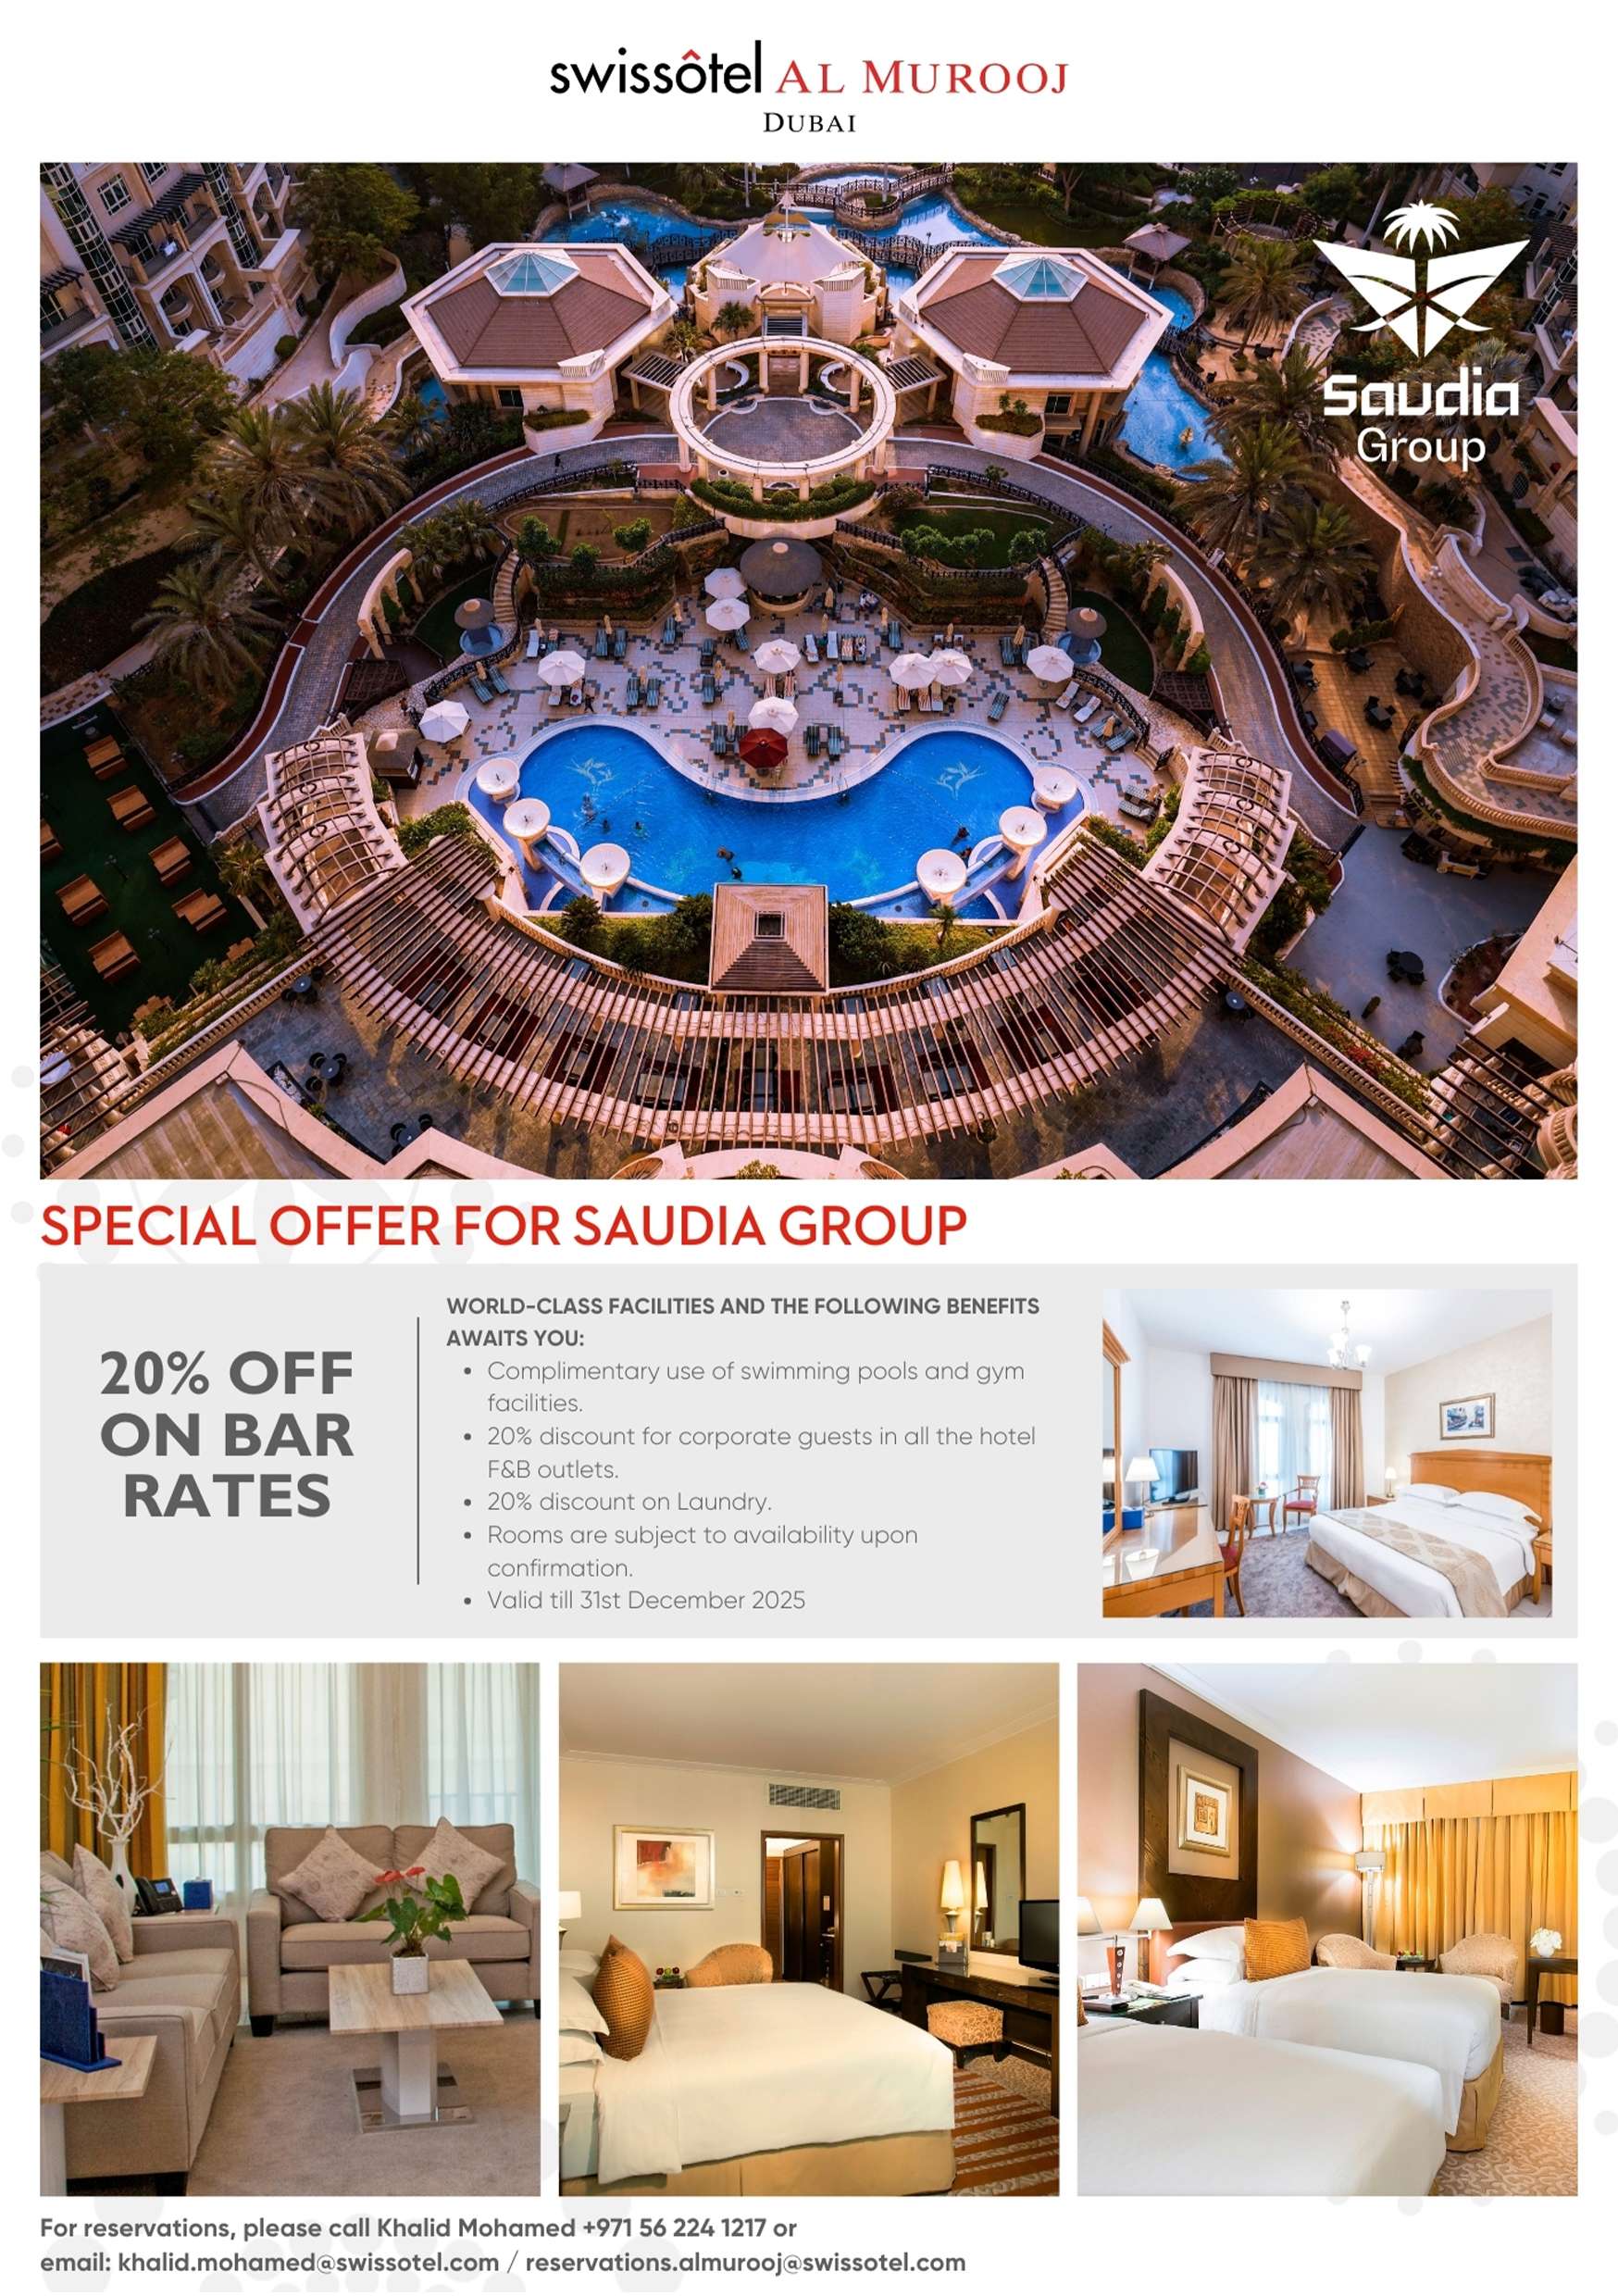 swissôtel AL MUROOJ
DUBAI
Saudia
Group
SPECIAL OFFER FOR SAUDIA GROUP
20% OFF
ON BAR
RATES
WORLD-CLASS FACILITIES AND THE FOLLOWING BENEFITS
AWAITS YOU:
• Complimentary use of swimming pools and gym
facilities.
• 20% discount for corporate guests in all the hotel
F&B outlets.
• 20% discount on Laundry.
• Rooms are subject to availability upon
confirmation.
• Valid till 31st December 2025
For reservations, please call Khalid Mohamed +971 56 224 1217 or
email: khalid.mohamed@swissotel.com / reservations.almurooj@swissotel.com